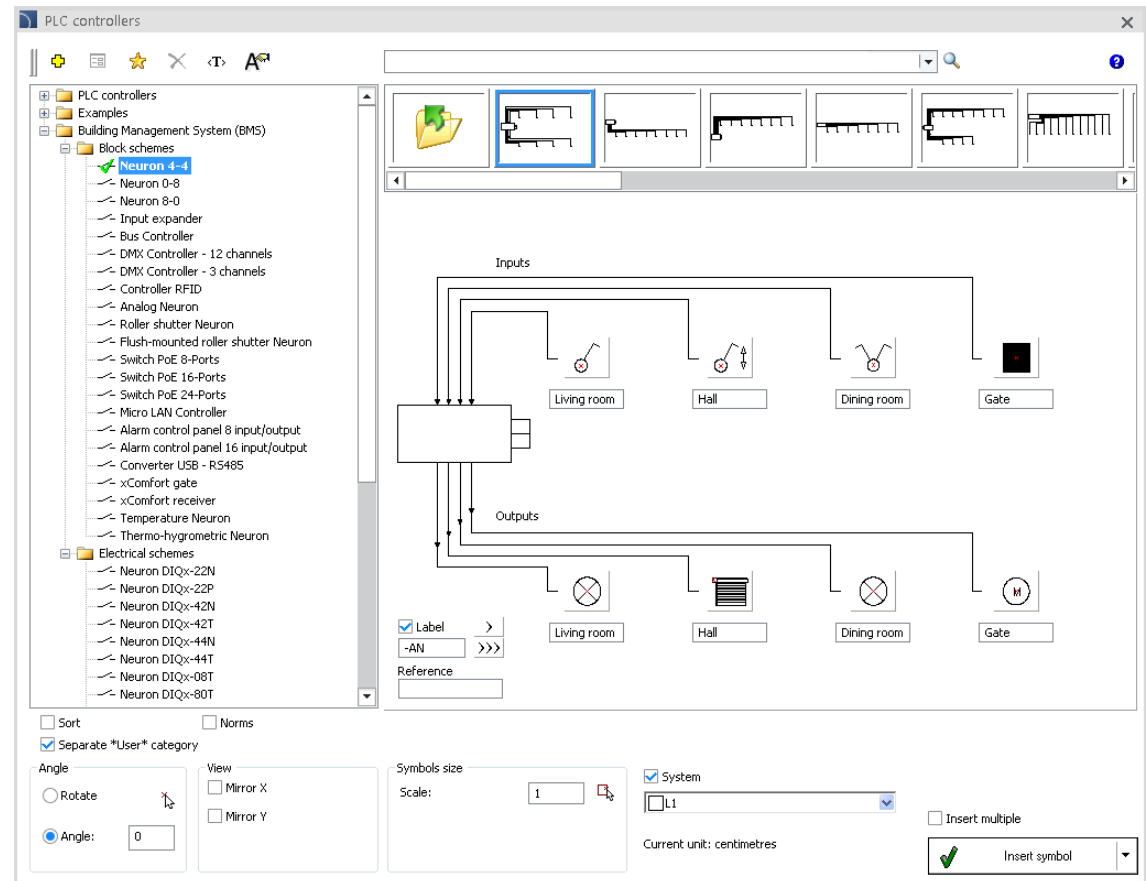 PLC controllers
<T>
A
PLC controllers
Examples
Building Management System (BMS)
Block schemes
Neuron 4-4
Neuron 0-8
Neuron 8-0
Input expander
Bus Controller
DMX Controller - 12 channels
DMX Controller - 3 channels
Controller RFID
Analog Neuron
Roller shutter Neuron
Flush-mounted roller shutter Neuron
Switch PoE 8-Ports
Switch PoE 16-Ports
Switch PoE 24-Ports
Micro LAN Controller
Alarm control panel 8 input/output
Alarm control panel 16 input/output
Converter USB - RS485
xComfort gate
xComfort receiver
Temperature Neuron
Thermo-hygrometric Neuron
Electrical schemes
Neuron DIQx-22N
Neuron DIQx-22P
Neuron DIQx-42N
Neuron DIQx-42T
Neuron DIQx-44N
Neuron DIQx-44T
Neuron DIQx-08T
Neuron DIQx-80T
Inputs
Living room
Hall
Dining room
Gate
Outputs
M
Living room
Hall
Dining room
Gate
Label
>
-AN
>>>
Reference
Sort
Norms
Separate *User* category
Angle
Rotate
Angle:
0
View
Mirror X
Mirror Y
Symbols size
Scale:
1
System
L1
Current unit: centimetres
Insert multiple
Insert symbol